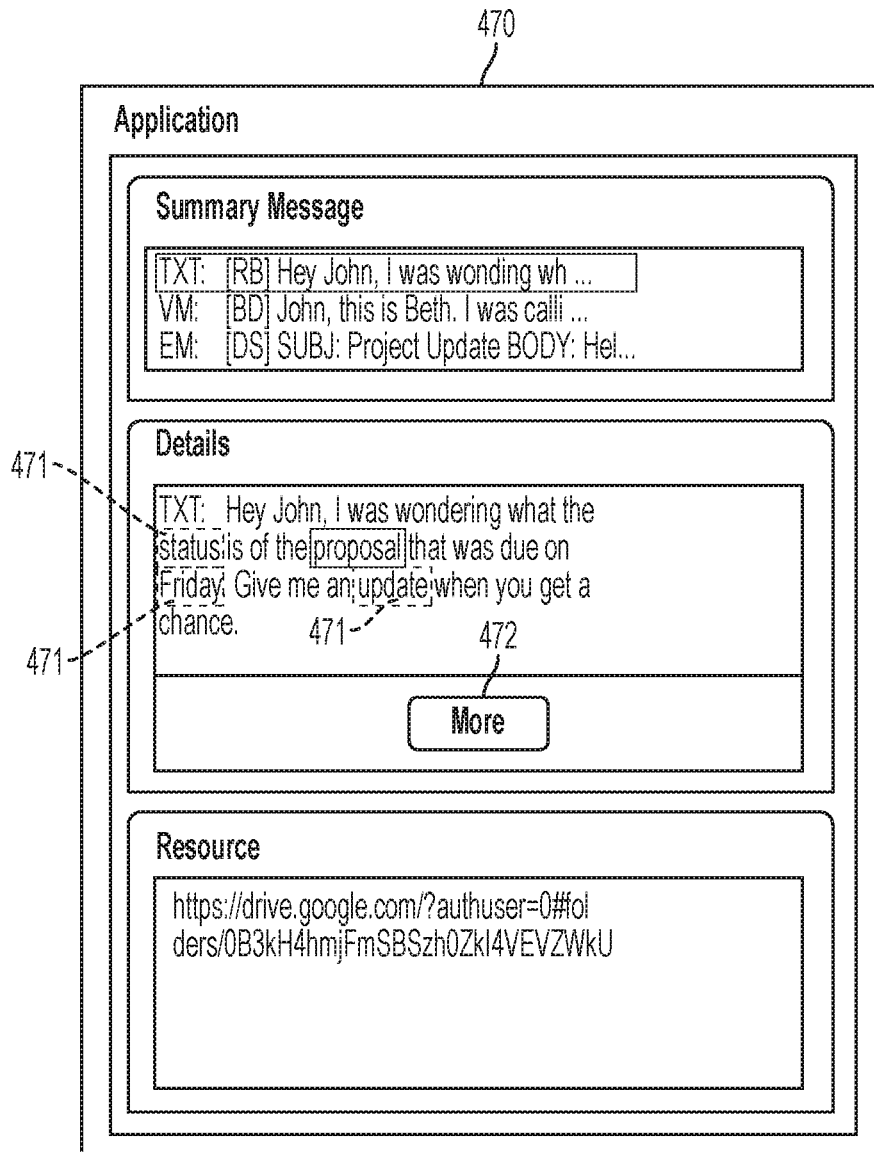 470
Application
Summary Message
TXT: [RB] Hey John, I was wonding wh ...
VM: [BD] John, this is Beth. I was calli ...
EM: [DS] SUBJ: Project Update BODY: Hel...
Details
471
TXT: Hey John, I was wondering what the
status is of the proposal that was due on
Friday. Give me an update when you get a
chance.
471
471
472
More
Resource
https://drive.google.com/?authuser=0#fol
ders/0B3kH4hmjFmSBSzh0ZkI4VEVZWkU